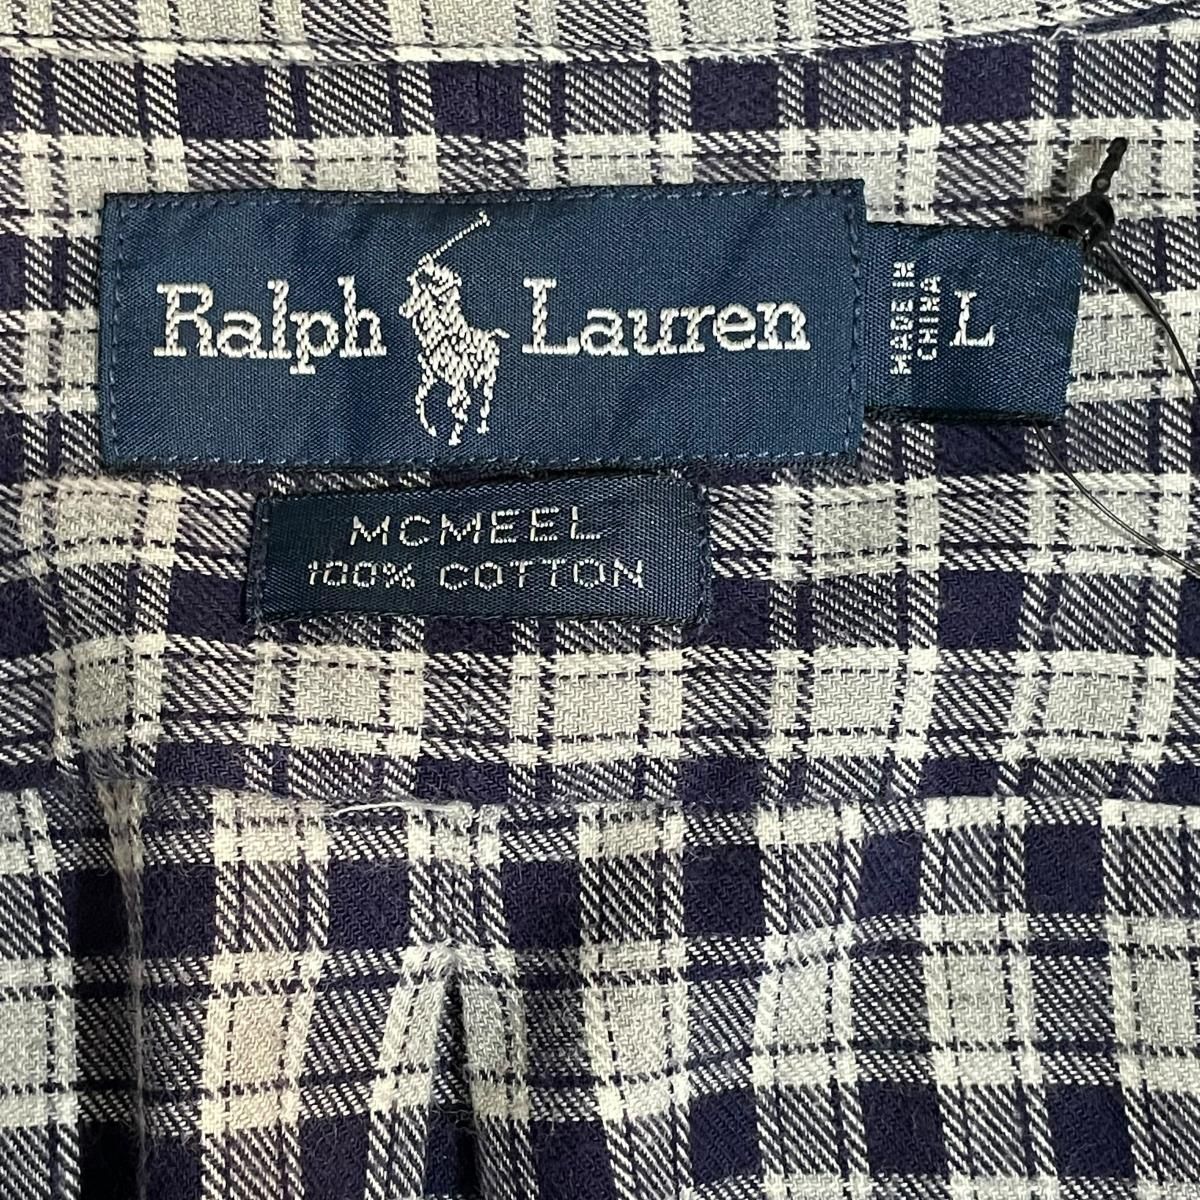 Ralph Lauren
MADE IN
CHINA
L
MCMEEL
100% COTTON